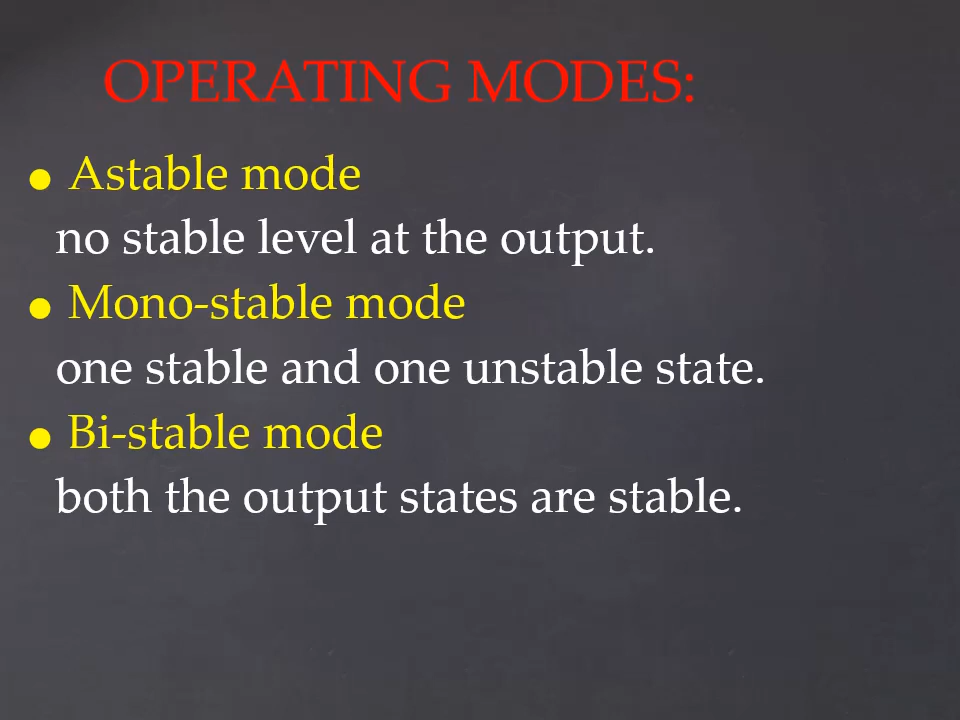 OPERATING MODES:
● Astable mode
no stable level at the output.
● Mono-stable mode
one stable and one unstable state.
● Bi-stable mode
both the output states are stable.